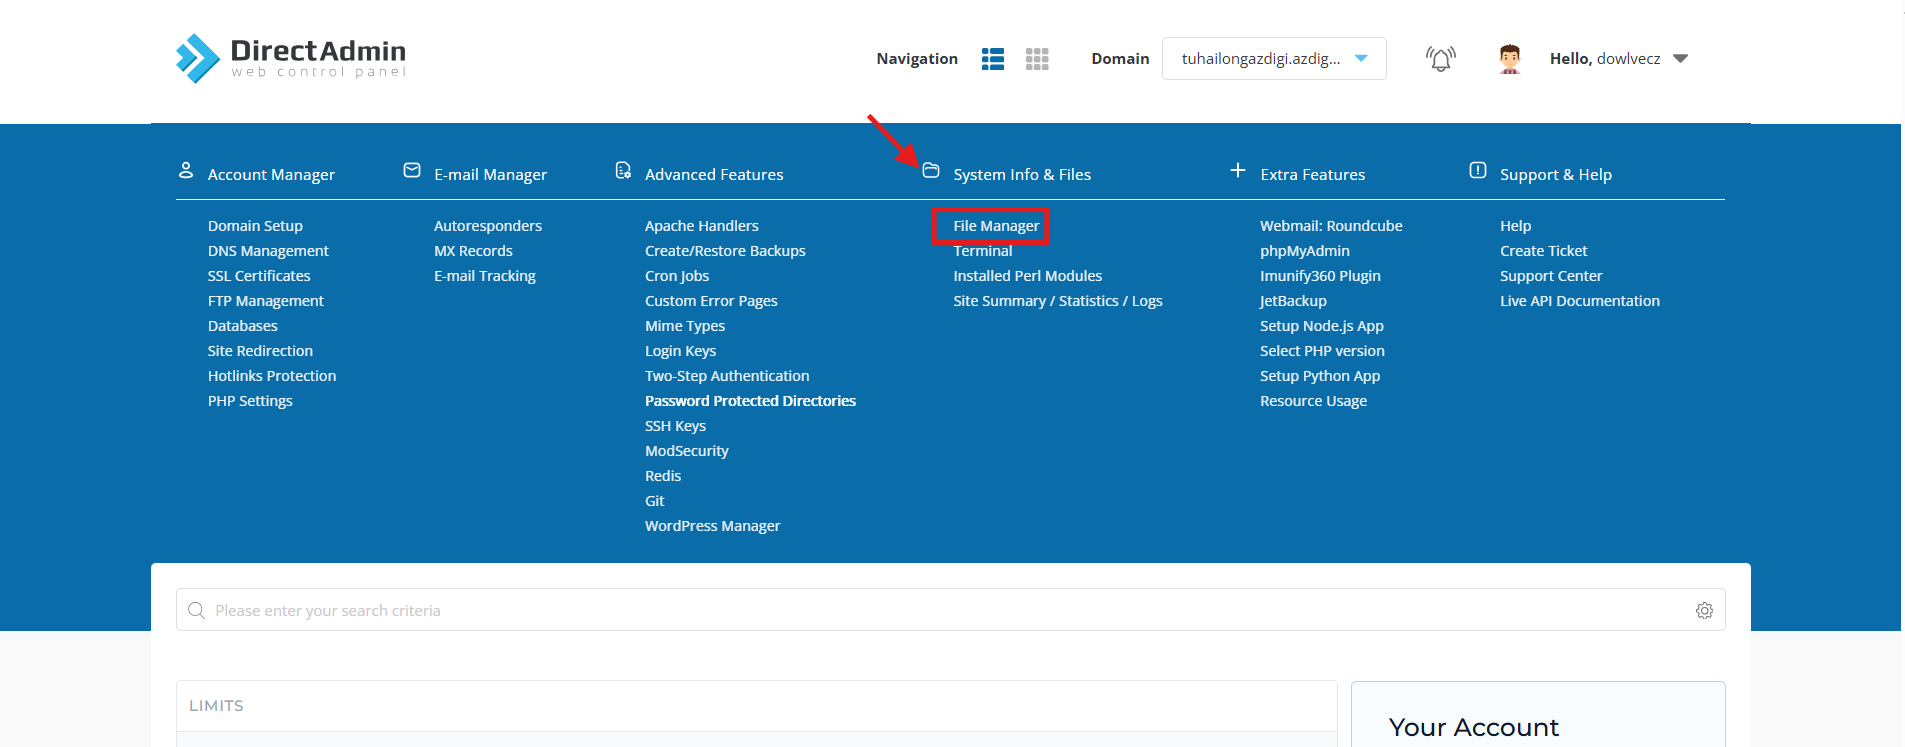 DirectAdmin
web control panel
Navigation
Domain
tuhailongazdigi.azdig...
Hello, dowlvecz
Account Manager
Domain Setup
DNS Management
SSL Certificates
FTP Management
Databases
Site Redirection
Hotlinks Protection
PHP Settings
E-mail Manager
Autoresponders
MX Records
E-mail Tracking
Advanced Features
Apache Handlers
Create/Restore Backups
Cron Jobs
Custom Error Pages
Mime Types
Login Keys
Two-Step Authentication
Password Protected Directories
SSH Keys
ModSecurity
Redis
Git
WordPress Manager
System Info & Files
File Manager
Terminal
Installed Perl Modules
Site Summary / Statistics / Logs
Extra Features
Webmail: Roundcube
phpMyAdmin
Imunify360 Plugin
JetBackup
Setup Node.js App
Select PHP version
Setup Python App
Resource Usage
Support & Help
Help
Create Ticket
Support Center
Live API Documentation
Please enter your search criteria
LIMITS
Your Account